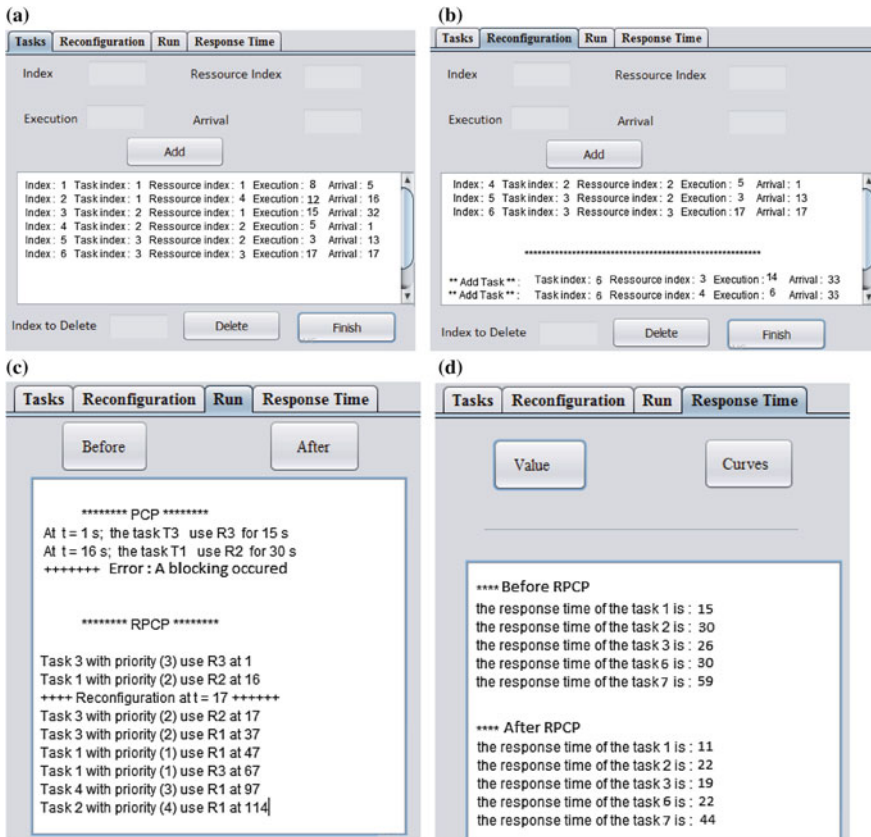 (a)
Tasks Reconfiguration Run Response Time
Index Ressource Index
Execution Arrival
Add
Index : 1 Task index : 1 Ressource index : 1 Execution : 8 Arrival : 5
Index : 2 Task index : 1 Ressource index : 4 Execution : 12 Arrival : 16
Index : 3 Task index : 2 Ressource index : 1 Execution : 15 Arrival : 32
Index : 4 Task index : 2 Ressource index : 2 Execution : 5 Arrival : 1
Index : 5 Task index : 3 Ressource index : 2 Execution : 3 Arrival : 13
Index : 6 Task index : 3 Ressource index : 3 Execution : 17 Arrival : 17
Index to Delete Delete Finish
(b)
Tasks Reconfiguration Run Response Time
Index Ressource Index
Execution Arrival
Add
Index : 4 Task index : 2 Ressource index : 2 Execution : 5 Arrival : 1
Index : 5 Task index : 3 Ressource index : 2 Execution : 3 Arrival : 13
Index : 6 Task index : 3 Ressource index : 3 Execution : 17 Arrival : 17
** Add Task ** : Task index : 6 Ressource index : 3 Execution : 14 Arrival : 33
** Add Task ** : Task index : 6 Ressource index : 4 Execution : 6 Arrival :
Index to Delete Delete Finish
(c)
Tasks Reconfiguration Run Response Time
Before After
******** PCP ********
At t = 1 s; the task T3 use R3 for 15 s
At t = 16 s; the task T1 use R2 for 30 s
+++++++ Error : A blocking occured
******** RPCP ********
Task 3 with priority (3) use R3 at 1
Task 1 with priority (2) use R2 at 16
++++ Reconfiguration at t = 17 ++++++
Task 3 with priority (2) use R2 at 17
Task 3 with priority (2) use R1 at 37
Task 1 with priority (1) use R1 at 47
Task 1 with priority (1) use R3 at 67
Task 4 with priority (3) use R1 at 97
Task 2 with priority (4) use R1 at 114
(d)
Tasks Reconfiguration Run Response Time
Value Curves
**** Before RPCP
the response time of the task 1 is : 15
the response time of the task 2 is : 30
the response time of the task 3 is : 26
the response time of the task 6 is : 30
the response time of the task 7 is : 59
**** After RPCP
the response time of the task 1 is : 11
the response time of the task 2 is : 22
the response time of the task 3 is : 19
the response time of the task 6 is : 22
the response time of the task 7 is : 44